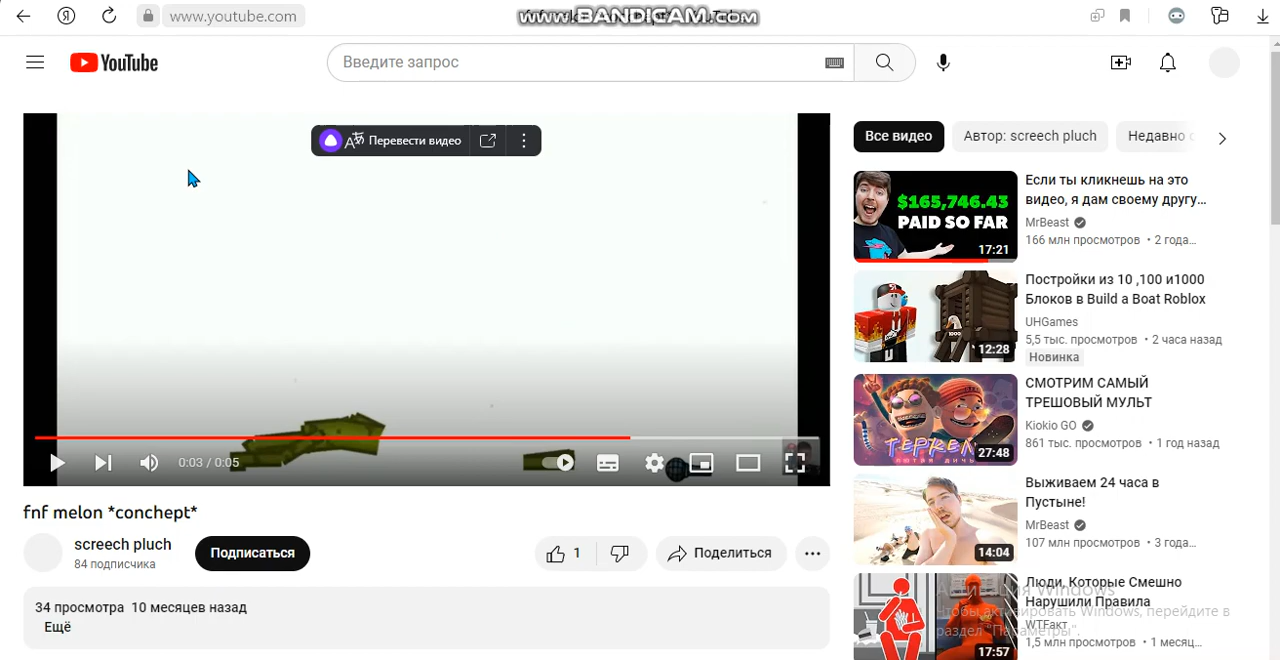 www.youtube.com
www.BANDICAM.com
YouTube
Введите запрос
Перевести видео
0:03 / 0:05
fnf melon *conchept*
screech pluch
84 подписчика
Подписаться
1
Поделиться
34 просмотра 10 месяцев назад
Ещё
Все видео
Автор: screech pluch
Недавно
$165,746.43
PAID SO FAR
17:21
Если ты кликнешь на это
видео, я дам своему другу...
MrBeast
166 млн просмотров • 2 года...
1000
12:28
Постройки из 10 ,100 и1000
Блоков в Build a Boat Roblox
UHGames
5,5 тыс. просмотров • 2 часа назад
Новинка
27:48
СМОТРИМ САМЫЙ
ТРЕШОВЫЙ МУЛЬТ
Kiokio GO
861 тыс. просмотров • 1 год назад
14:04
Выживаем 24 часа в
Пустыне!
MrBeast
107 млн просмотров • 3 года...
17:57
Люди, Которые Смешно
Нарушили Правила
WTFакт
1,5 млн просмотров • 1 месяц...
Активация Windows
Чтобы активировать Windows, перейдите в
раздел "Параметры".